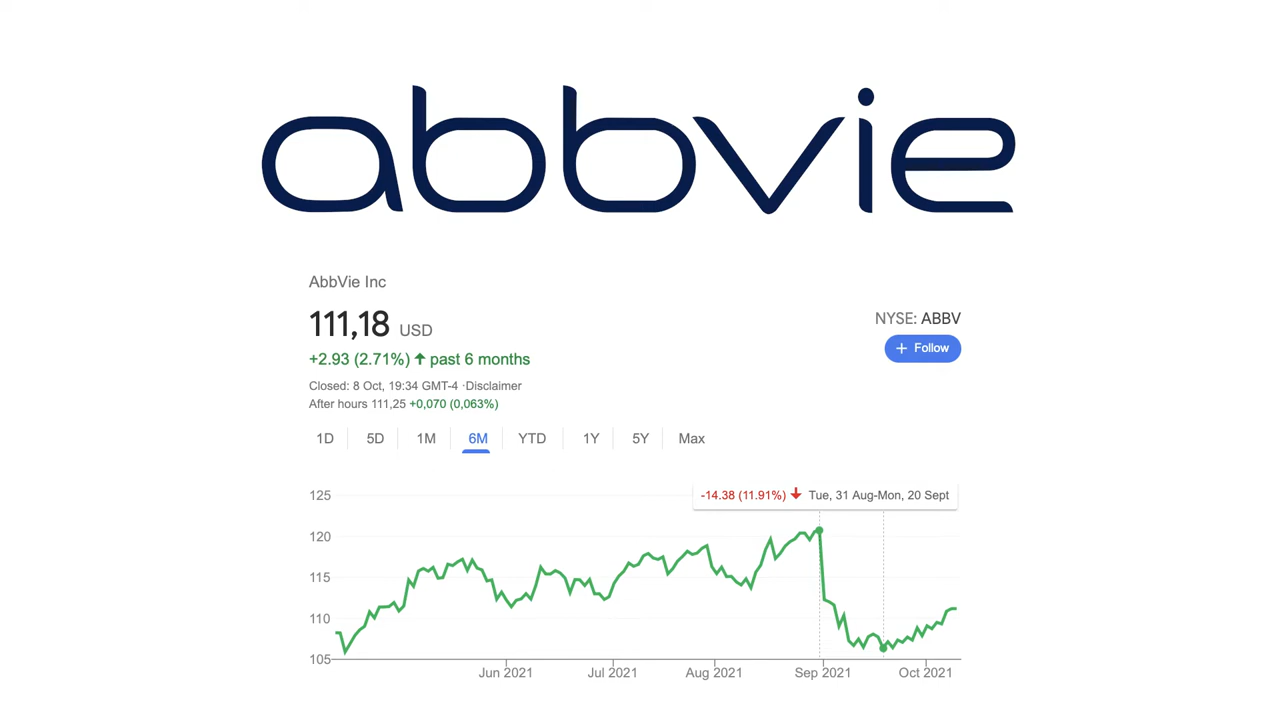 abbvie
AbbVie Inc
111,18 USD
NYSE: ABBV
+2.93 (2.71%) ↑ past 6 months
+ Follow
Closed: 8 Oct, 19:34 GMT-4 ·Disclaimer
After hours 111,25 +0,070 (0,063%)
1D 5D 1M 6M YTD 1Y 5Y Max
-14.38 (11.91%) ↓ Tue, 31 Aug-Mon, 20 Sept
125
120
115
110
105
Jun 2021 Jul 2021 Aug 2021 Sep 2021 Oct 2021